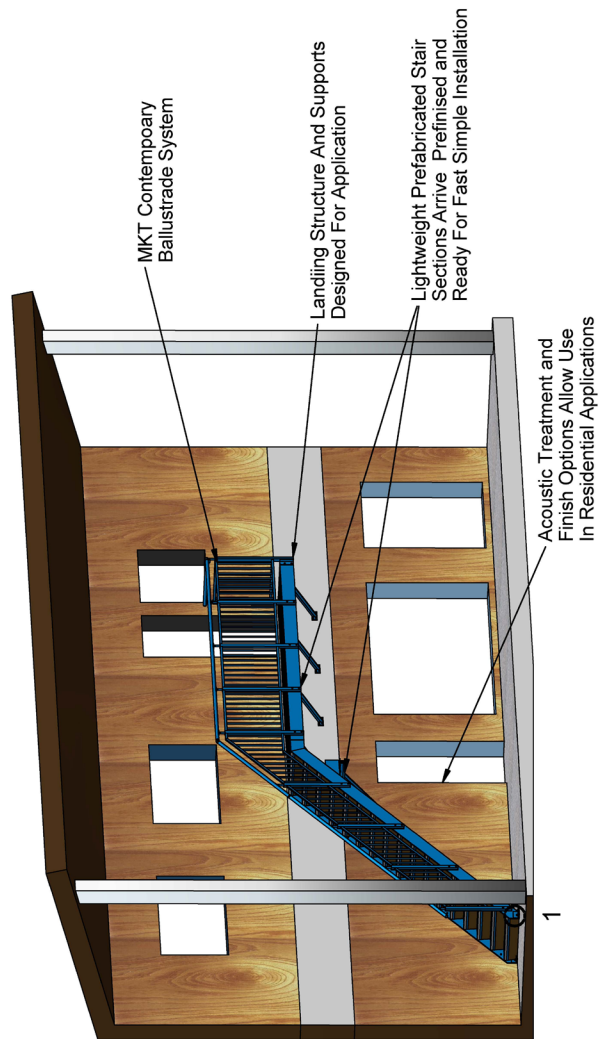 MKT Contempoary
Ballustrade System
Landing Structure And Supports
Designed For Application
Lightweight Prefabricated Stair
Sections Arrive Prefinised and
Ready For Fast Simple Installation
Acoustic Treatment and
Finish Options Allow Use
In Residential Applications
1